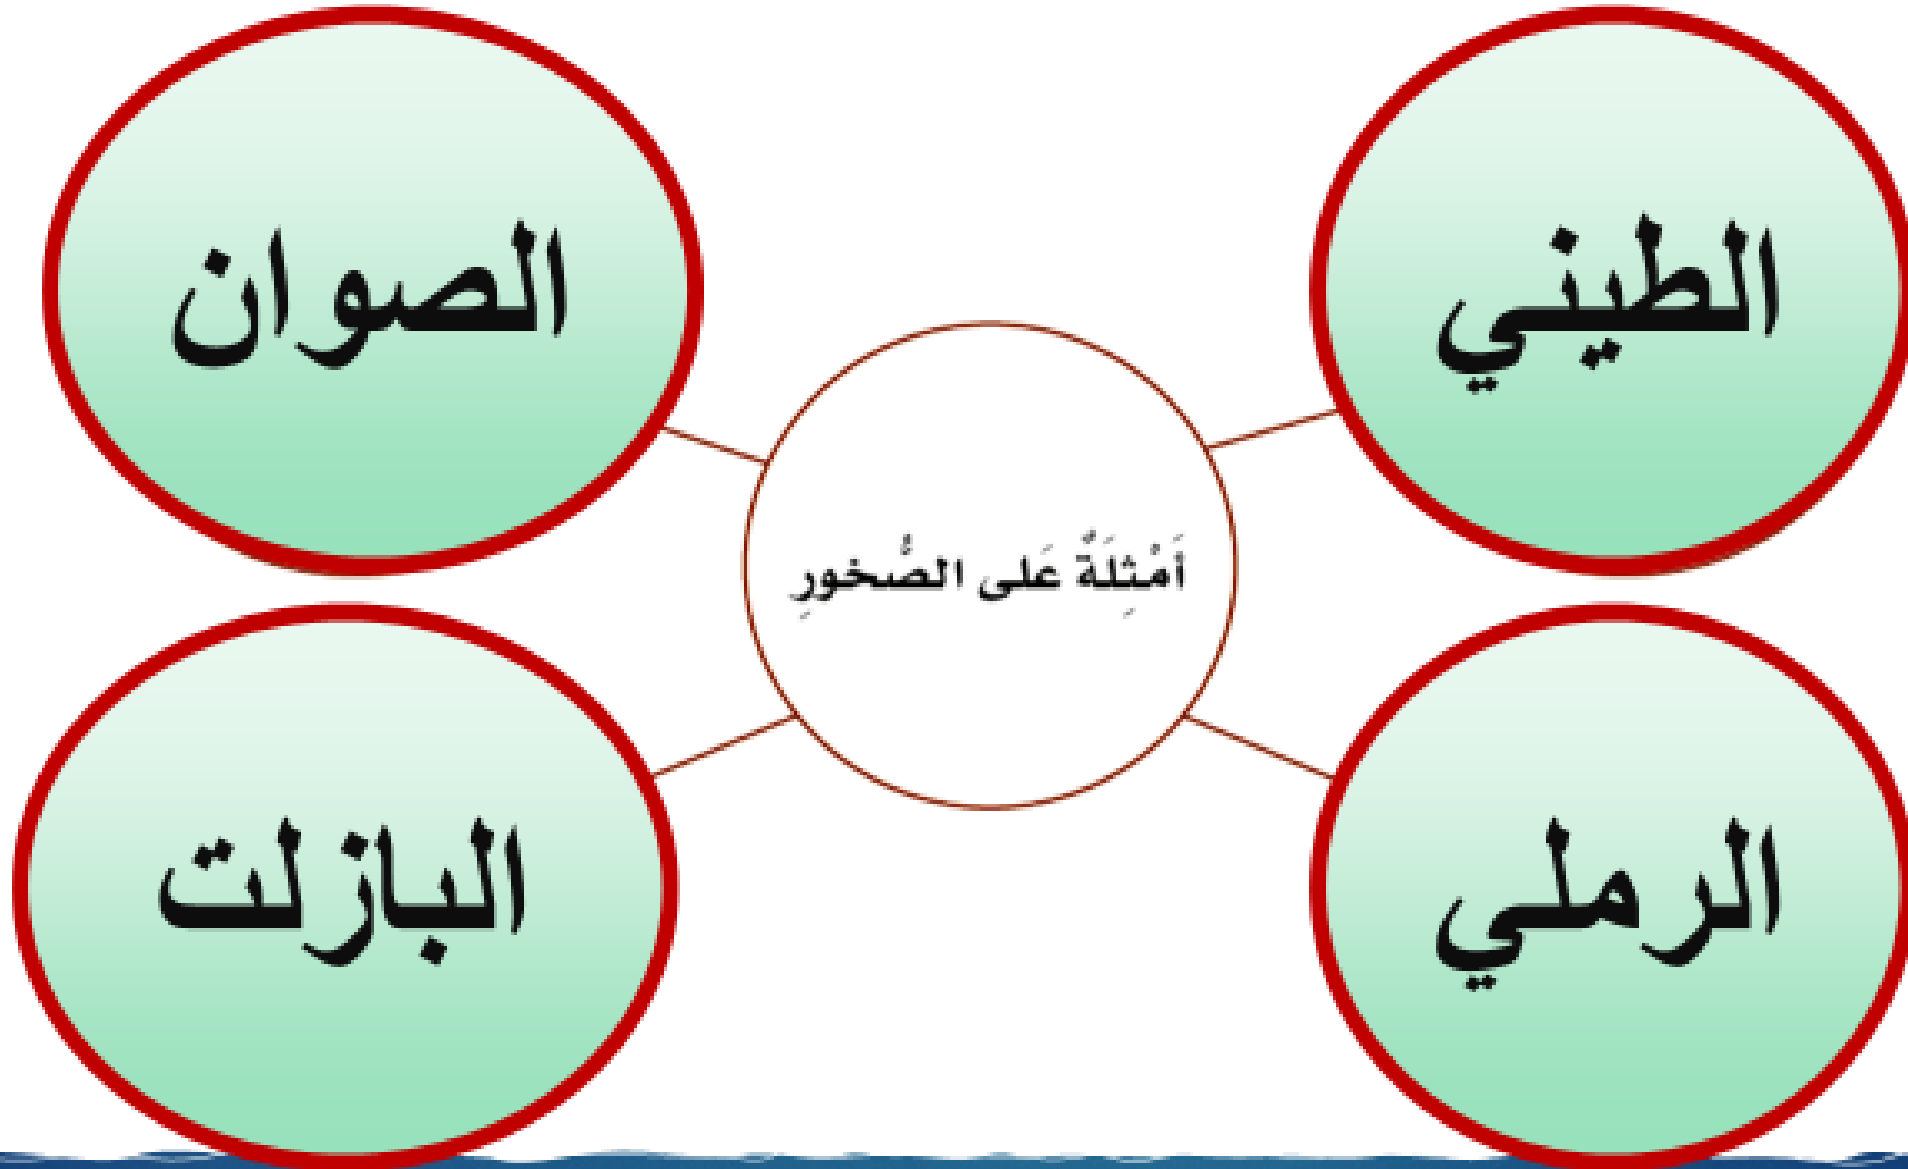 الطيني
الصوان
أَمْثِلَةٌ عَلى الصُّخورِ
الرملي
البازلت